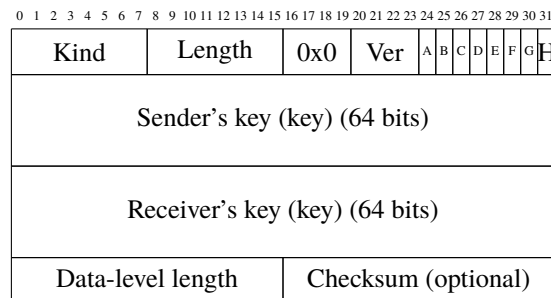 0 1 2 3 4 5 6 7 8 9 10 11 12 13 14 15 16 17 18 19 20 21 22 23 24 25 26 27 28 29 30 31
Kind Length 0x0 Ver A B C D E F G H
Sender's key (key) (64 bits)
Receiver's key (key) (64 bits)
Data-level length Checksum (optional)